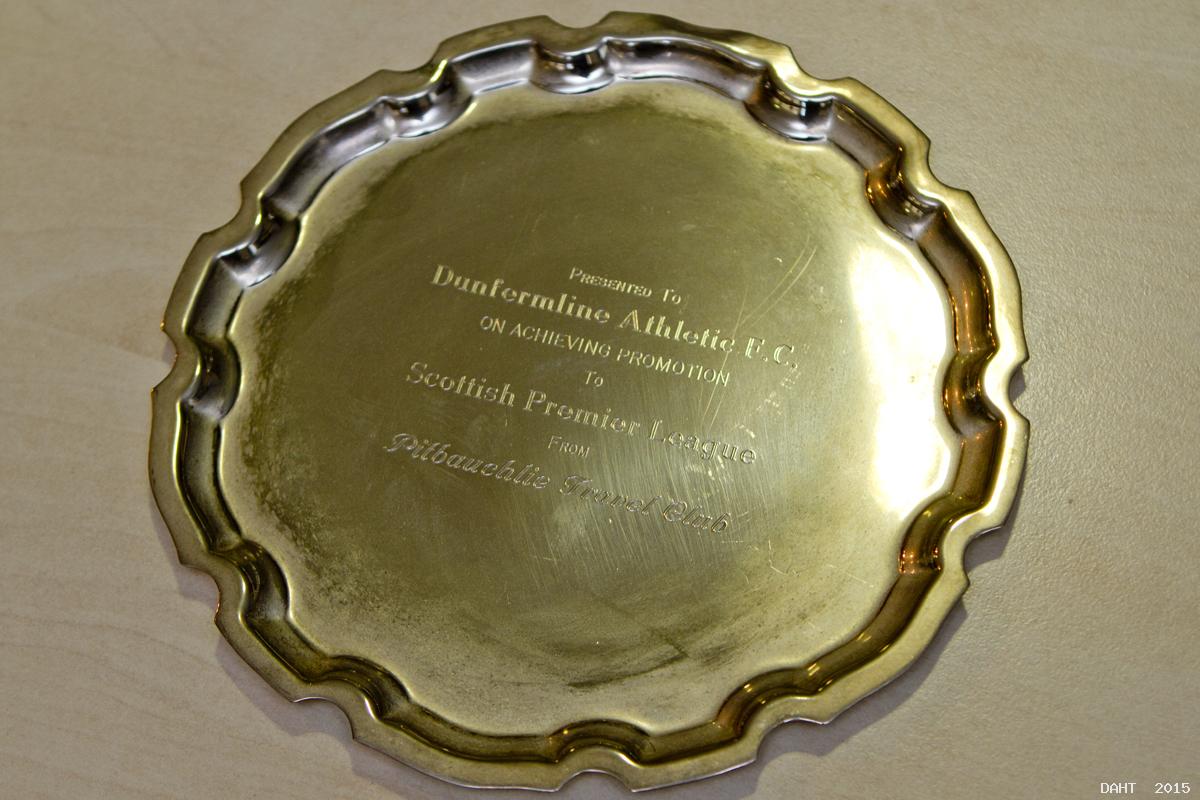 Presented To
Dunfermline Athletic F.C.
ON ACHIEVING PROMOTION
To
Scottish Premier League
From
Pitbauchlie Travel Club
DAHT 2015